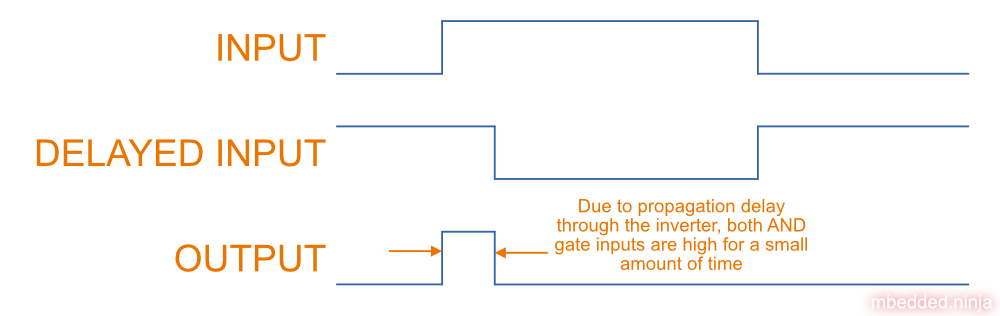 INPUT
DELAYED INPUT
Due to propagation delay
through the inverter, both AND
gate inputs are high for a small
amount of time
OUTPUT
mbedded.ninja